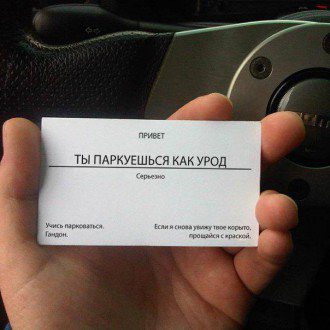 ПРИВЕТ
ТЫ ПАРКУЕШЬСЯ КАК УРОД
Серьезно
Учись парковаться.
Гандон.
Если я снова увижу твое корыто,
прощайся с краской.